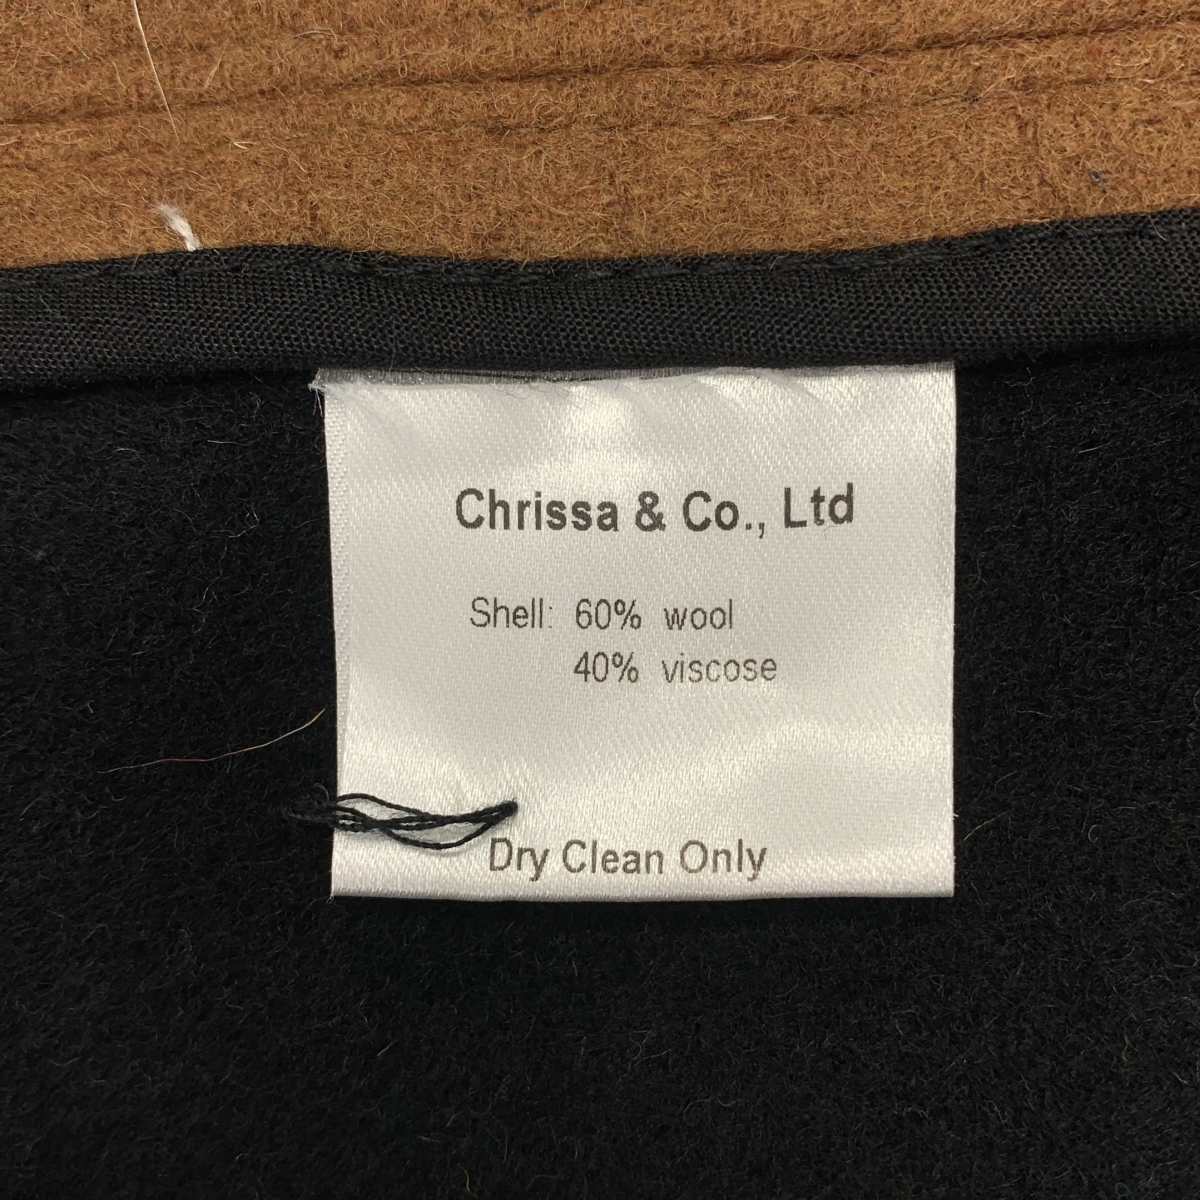 Chrissa & Co., Ltd
Shell: 60% wool
40% viscose
Dry Clean Only